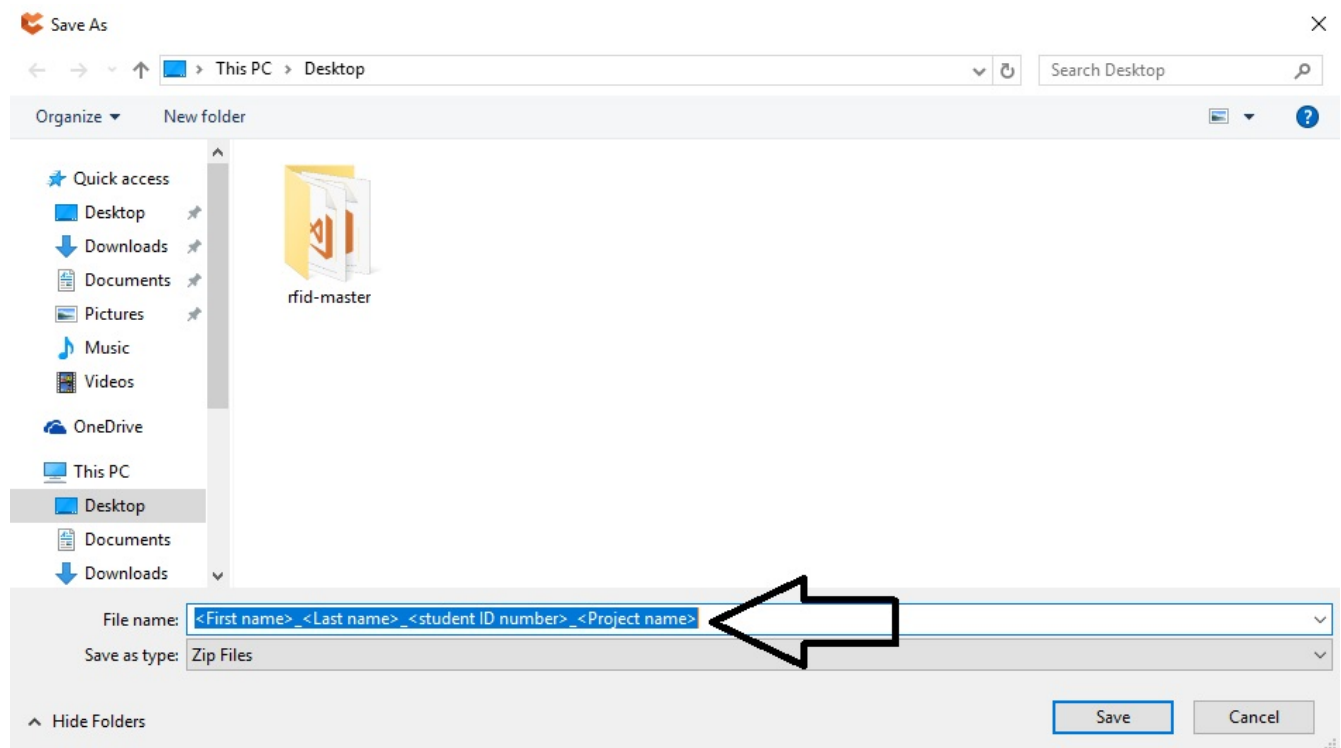 Save As
This PC > Desktop
Search Desktop
Organize
New folder
Quick access
Desktop
Downloads
Documents
Pictures
Music
Videos
OneDrive
This PC
Desktop
Documents
Downloads
rfid-master
File name: <First name>_<Last name>_<student ID number>_<Project name>
Save as type: Zip Files
Hide Folders
Save
Cancel